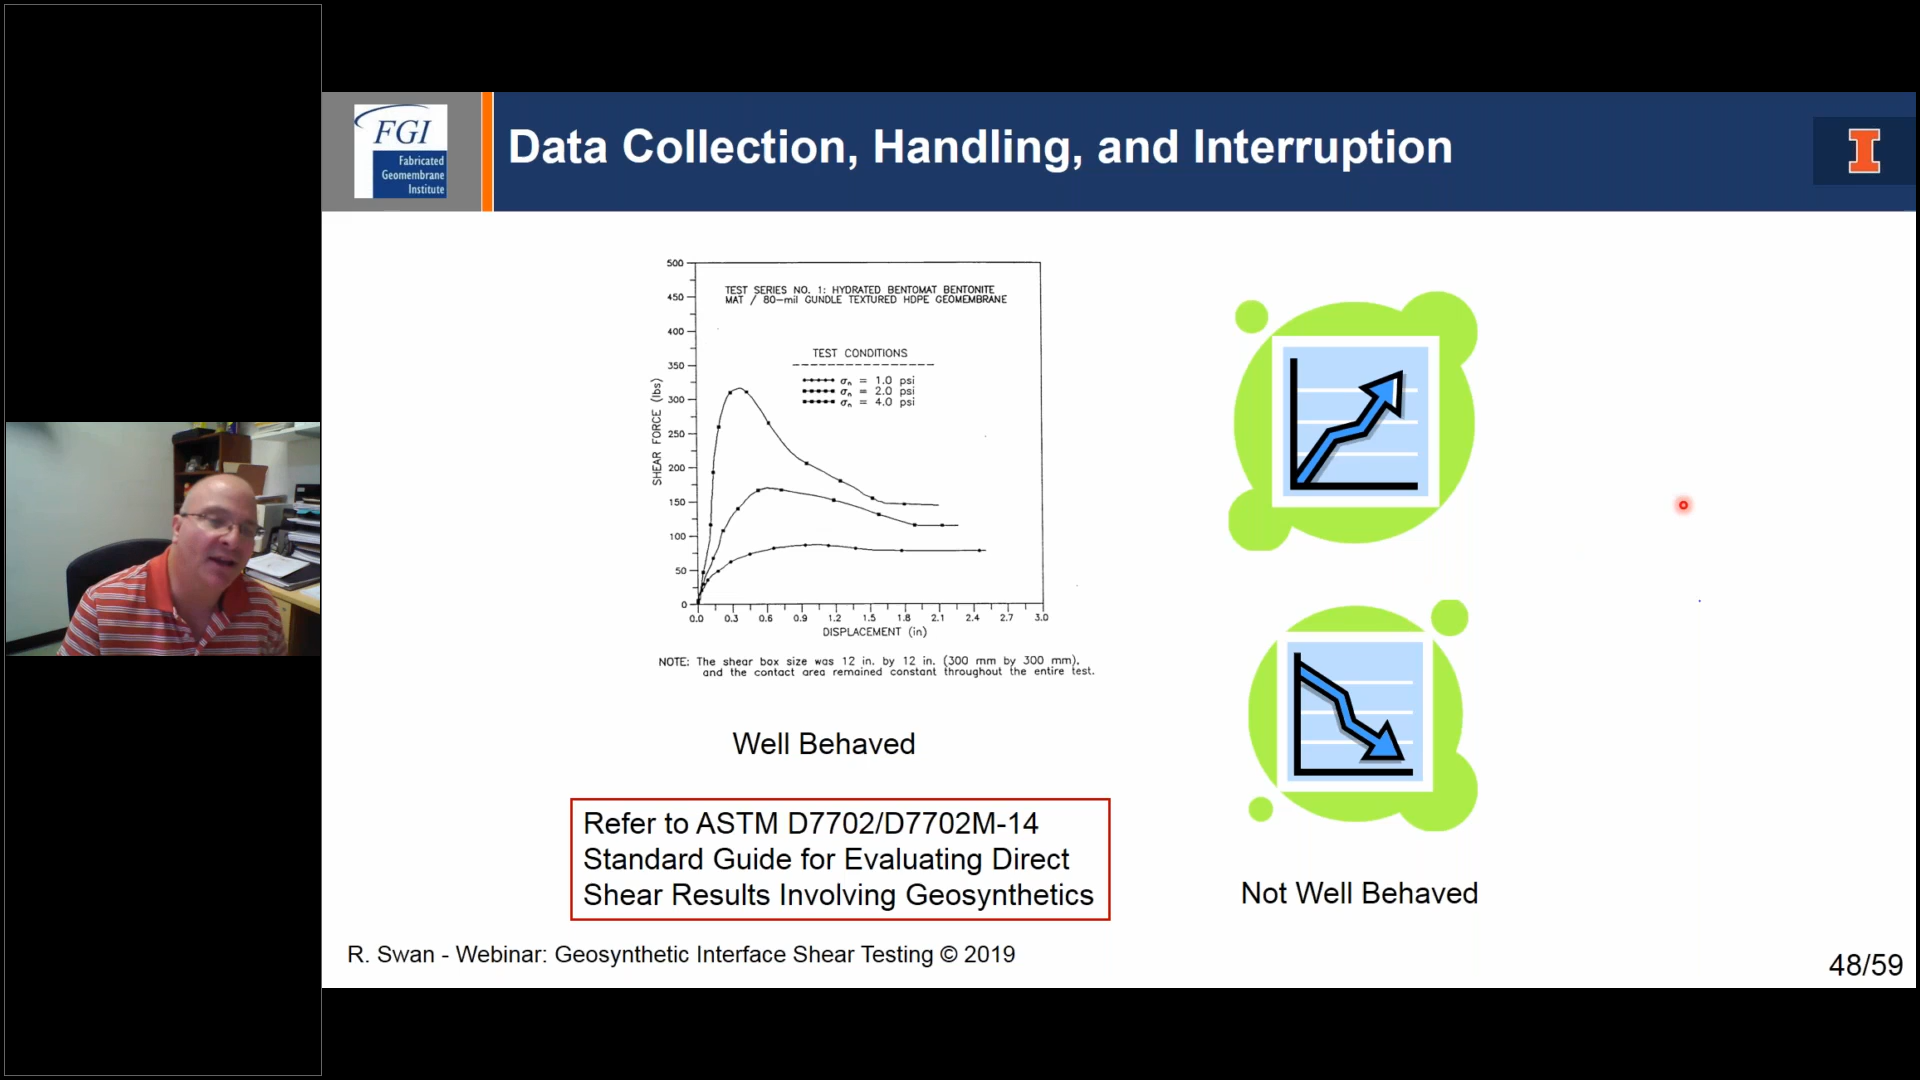 FGI
Fabricated
Geomembrane
Institute
Data Collection, Handling, and Interruption
I
500
450
400
350
300
250
200
150
100
50
0
SHEAR FORCE (lbs)
TEST SERIES NO. 1: HYDRATED BENTOMAT BENTONITE
MAT / 80-mil GUNDLE TEXTURED HDPE GEOMEMBRANE
TEST CONDITIONS
σn = 1.0 psi
σn = 2.0 psi
σn = 4.0 psi
0.0 0.3 0.6 0.9 1.2 1.5 1.8 2.1 2.4 2.7 3.0
DISPLACEMENT (in)
NOTE: The shear box size was 12 in. by 12 in. (300 mm by 300 mm),
and the contact area remained constant throughout the entire test.
Well Behaved
Refer to ASTM D7702/D7702M-14
Standard Guide for Evaluating Direct
Shear Results Involving Geosynthetics
Not Well Behaved
R. Swan - Webinar: Geosynthetic Interface Shear Testing © 2019
48/59